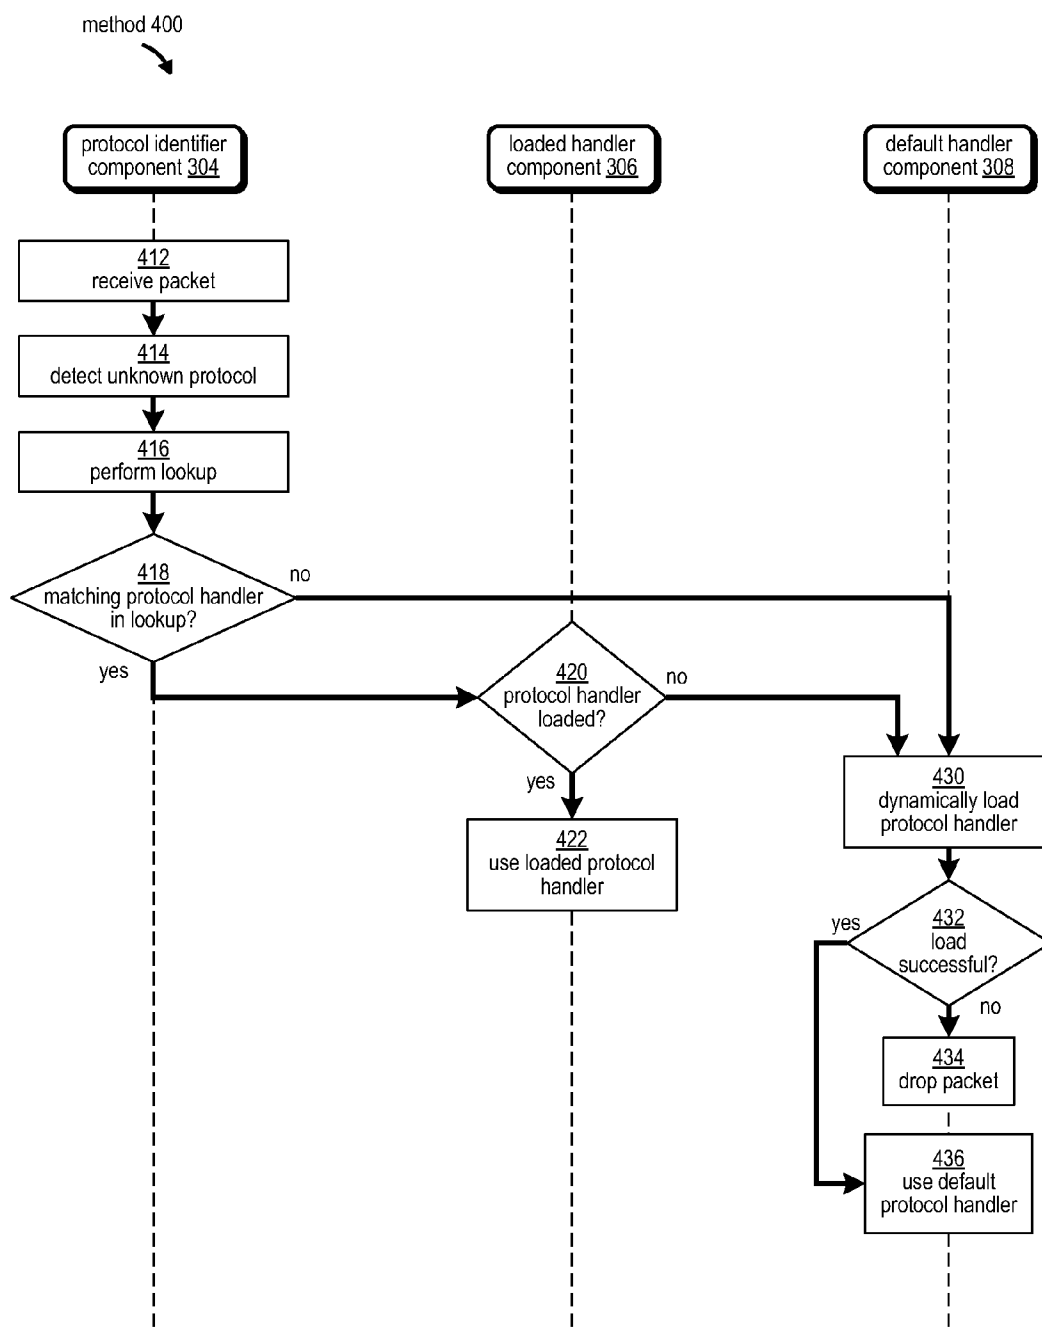 method 400
protocol identifier
component 304
loaded handler
component 306
default handler
component 308
412
receive packet
414
detect unknown protocol
416
perform lookup
418
matching protocol handler
in lookup?
no
yes
420
protocol handler
loaded?
no
yes
422
use loaded protocol
handler
430
dynamically load
protocol handler
432
load
successful?
yes
no
434
drop packet
436
use default
protocol handler